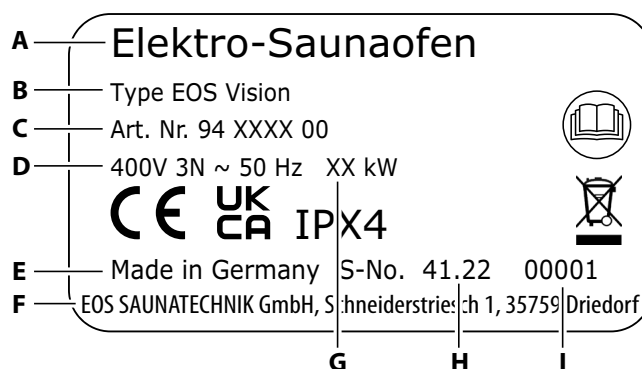 A Elektro-Saunaofen
B Type EOS Vision
C Art. Nr. 94 XXXX 00
D 400V 3N ~ 50 Hz XX kW
CE UK
CA IPX4
E Made in Germany S-No. 41.22 00001
F EOS SAUNATECHNIK GmbH, Schneiderstriesch 1, 35759 Driedorf
G H I